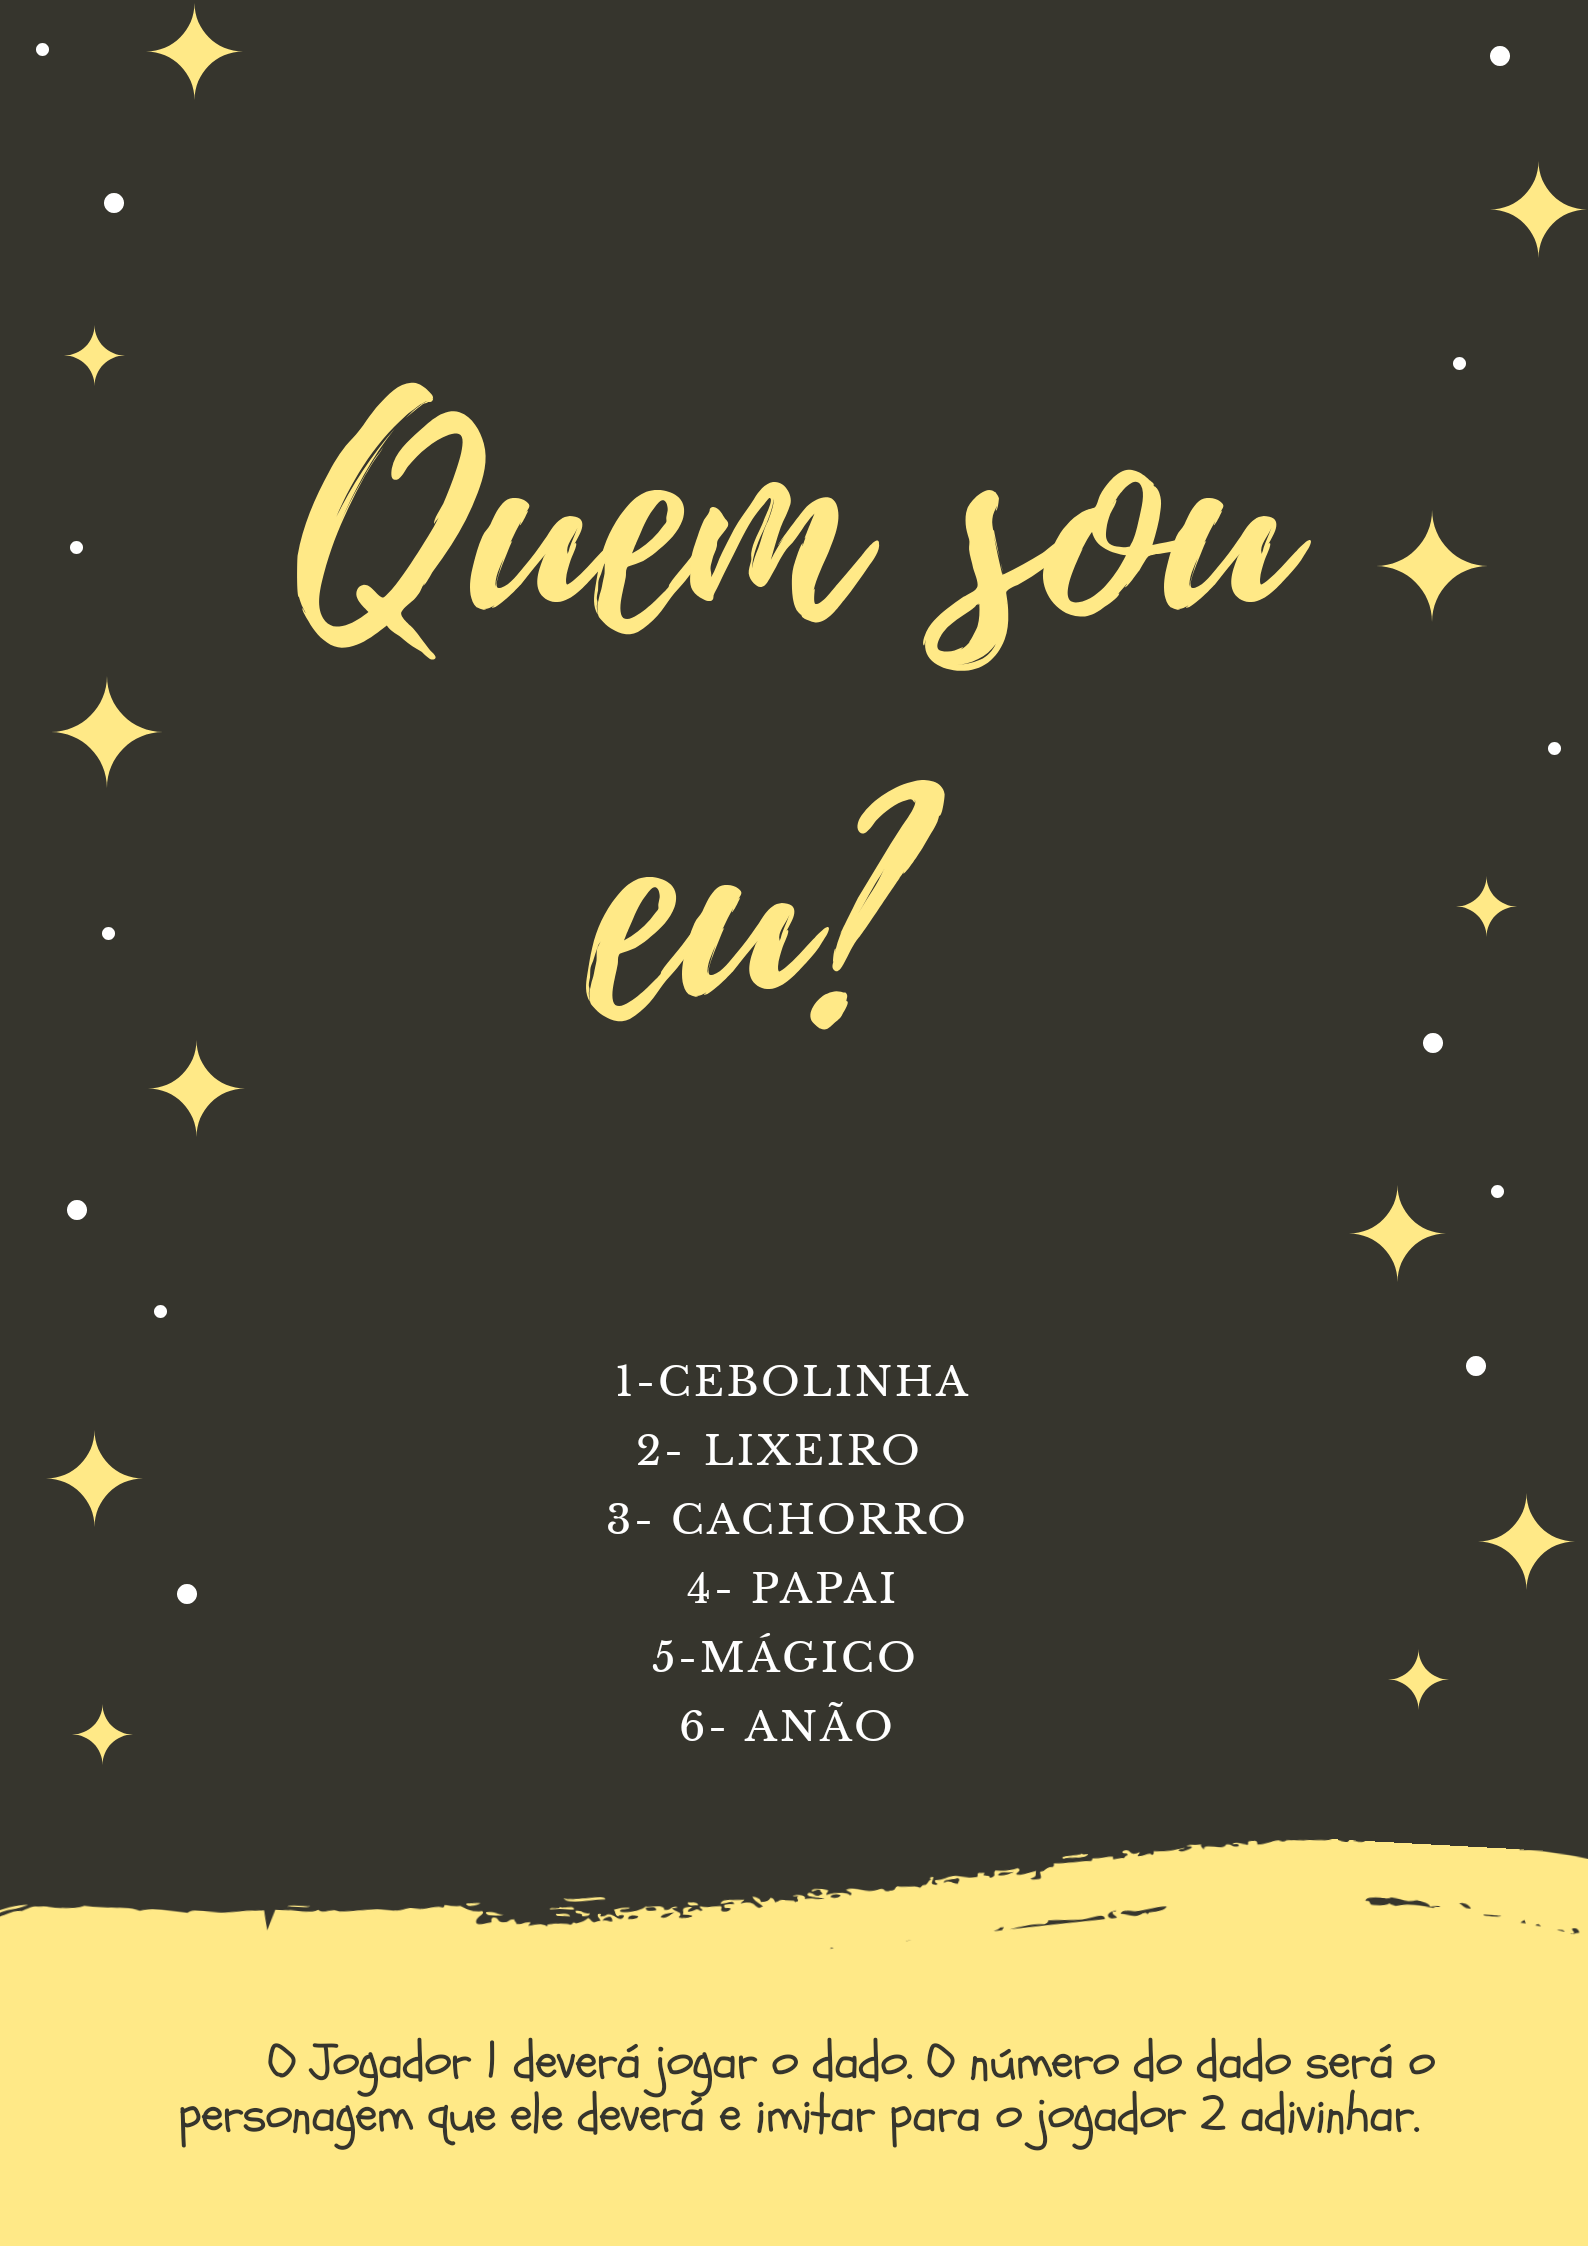 Quem sou
eu?
1-CEBOLINHA
2- LIXEIRO
3- CACHORRO
4- PAPAI
5-MÁGICO
6- ANÃO
O Jogador 1 deverá jogar o dado. O número do dado será o
personagem que ele deverá e imitar para o jogador 2 adivinhar.